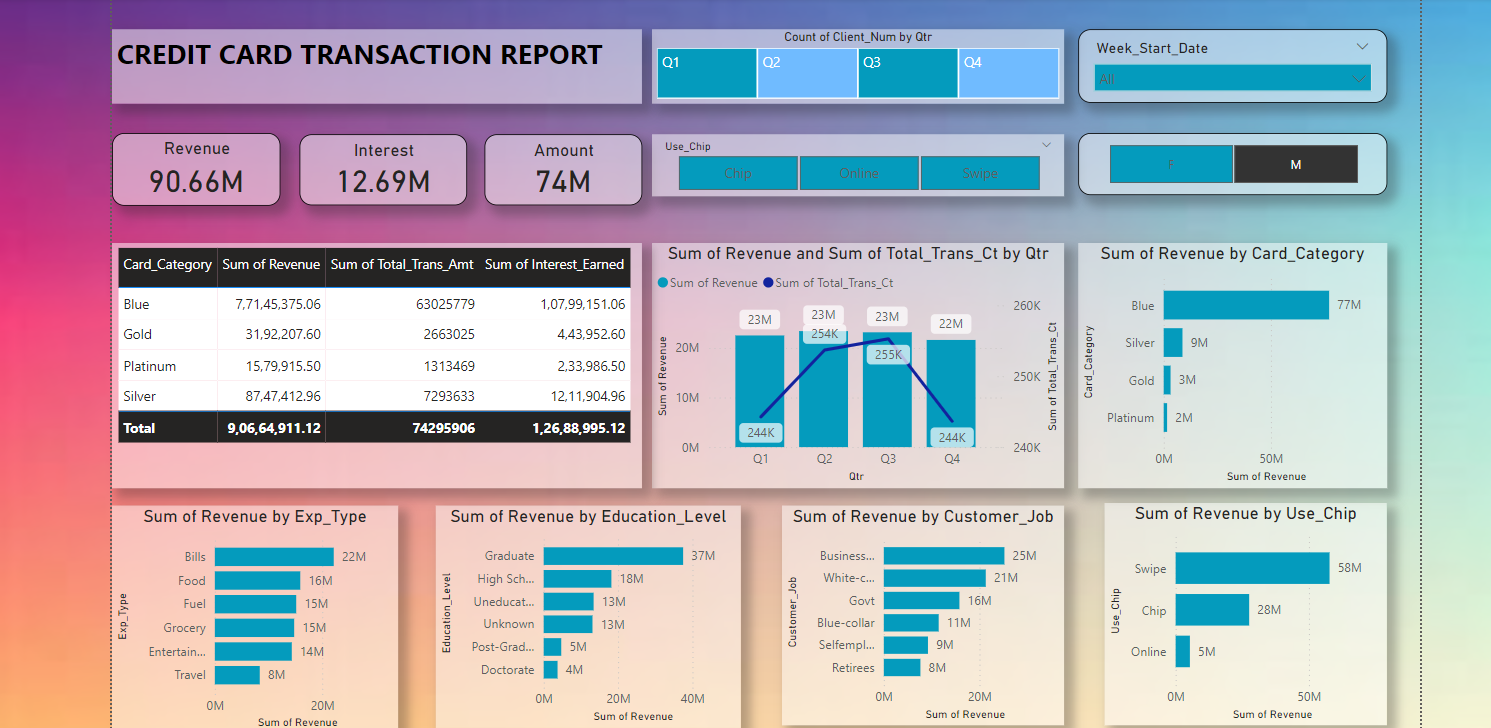 CREDIT CARD TRANSACTION REPORT
Count of Client_Num by Qtr
Q1 Q2 Q3 Q4
Week_Start_Date
All
Revenue
90.66M
Interest
12.69M
Amount
74M
Use_Chip
Chip Online Swipe
F M
Card_Category Sum of Revenue Sum of Total_Trans_Amt Sum of Interest_Earned
Blue 7,71,45,375.06 63025779 1,07,99,151.06
Gold 31,92,207.60 2663025 4,43,952.60
Platinum 15,79,915.50 1313469 2,33,986.50
Silver 87,47,412.96 7293633 12,11,904.96
Total 9,06,64,911.12 74295906 1,26,88,995.12
Sum of Revenue and Sum of Total_Trans_Ct by Qtr
Sum of Revenue Sum of Total_Trans_Ct
23M 23M 23M 22M
254K
255K
244K 244K
Sum of Revenue
20M
10M
0M
260K
250K
240K
Sum of Total_Trans_Ct
Q1 Q2 Q3 Q4
Qtr
Sum of Revenue by Card_Category
Card_Category
Blue 77M
Silver 9M
Gold 3M
Platinum 2M
0M 50M
Sum of Revenue
Sum of Revenue by Exp_Type
Exp_Type
Bills 22M
Food 16M
Fuel 15M
Grocery 15M
Entertain... 14M
Travel 8M
0M 20M
Sum of Revenue
Sum of Revenue by Education_Level
Education_Level
Graduate 37M
High Sch... 18M
Uneducat... 13M
Unknown 13M
Post-Grad... 5M
Doctorate 4M
0M 20M 40M
Sum of Revenue
Sum of Revenue by Customer_Job
Customer_Job
Business... 25M
White-c... 21M
Govt 16M
Blue-collar 11M
Selfempl... 9M
Retirees 8M
0M 20M
Sum of Revenue
Sum of Revenue by Use_Chip
Use_Chip
Swipe 58M
Chip 28M
Online 5M
0M 50M
Sum of Revenue